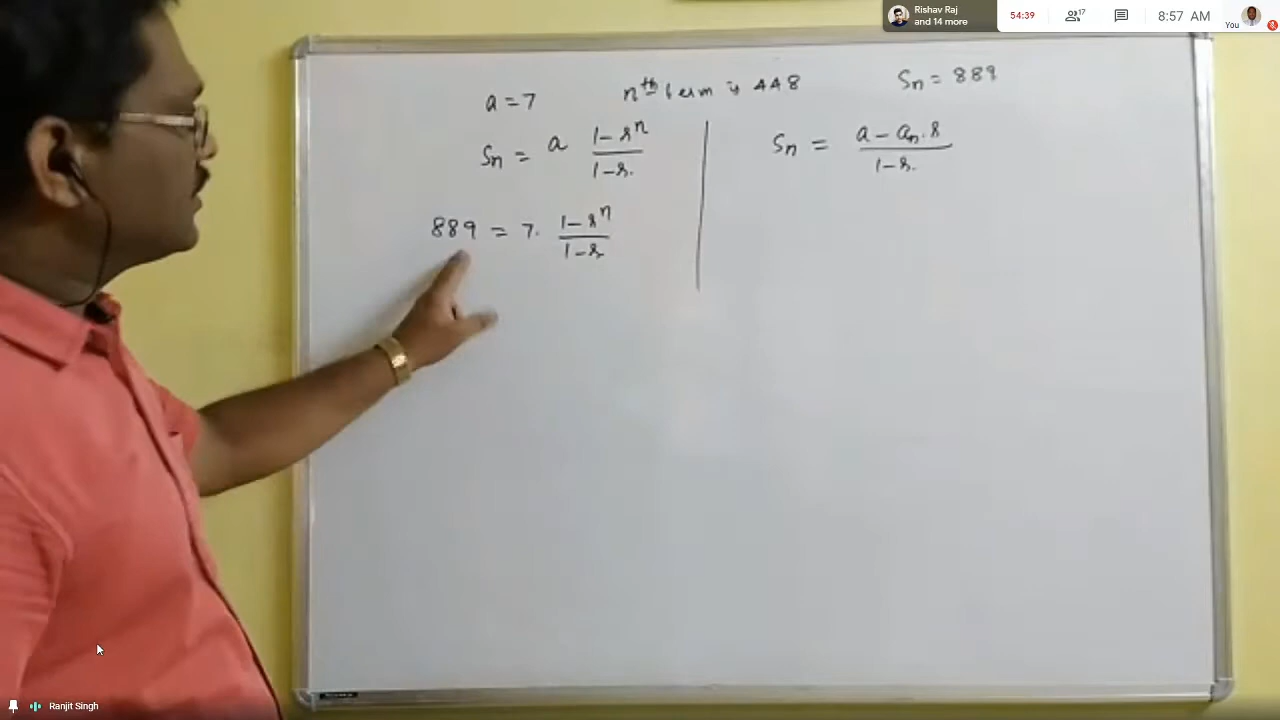 Rishav Raj
and 14 more
54:39
17
8:57 AM
You
a = 7
nth term is 448
Sn = 889
Sn = a (1 - r^n)/(1 - r.)
Sn = (a - an.r)/(1 - r.)
889 = 7. (1 - r^n)/(1 - r)
Ranjit Singh